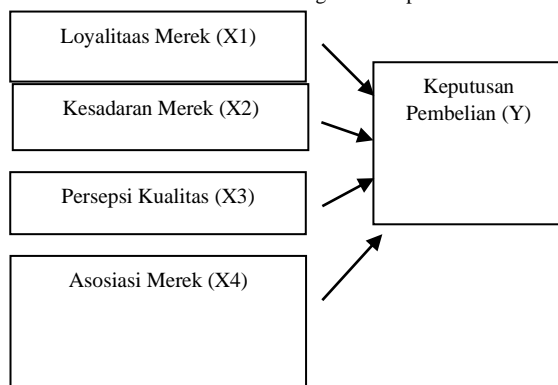 Loyalitaas Merek (X1)
Kesadaran Merek (X2)
Keputusan
Pembelian (Y)
Persepsi Kualitas (X3)
Asosiasi Merek (X4)